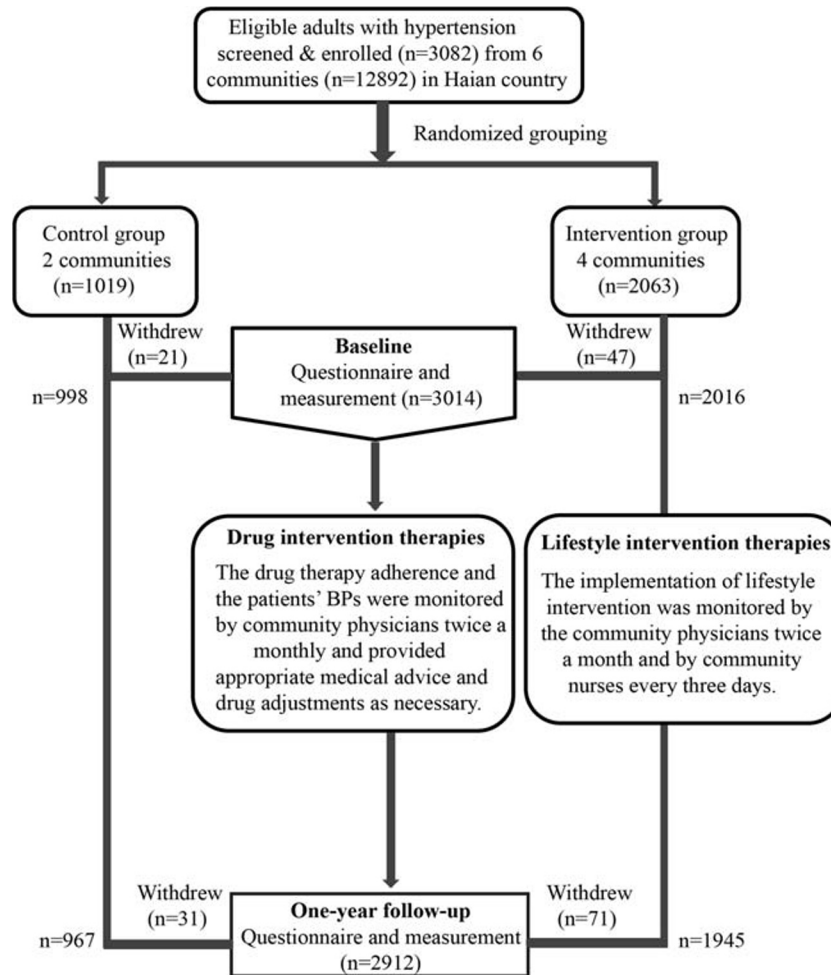 Eligible adults with hypertension
screened & enrolled (n=3082) from 6
communities (n=12892) in Haian country
Randomized grouping
Control group
2 communities
(n=1019)
Intervention group
4 communities
(n=2063)
Withdrew
(n=21)
Baseline
Questionnaire and
measurement (n=3014)
Withdrew
(n=47)
n=998
n=2016
Drug intervention therapies
The drug therapy adherence and
the patients’ BPs were monitored
by community physicians twice a
monthly and provided
appropriate medical advice and
drug adjustments as necessary.
Lifestyle intervention therapies
The implementation of lifestyle
intervention was monitored by
the community physicians twice
a month and by community
nurses every three days.
Withdrew
(n=31)
One-year follow-up
Questionnaire and measurement
(n=2912)
Withdrew
(n=71)
n=967
n=1945